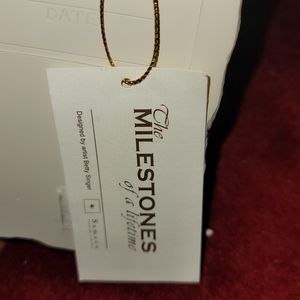 DATE
The
MILESTONES
of a lifetime
Designed by artist Betty Singer